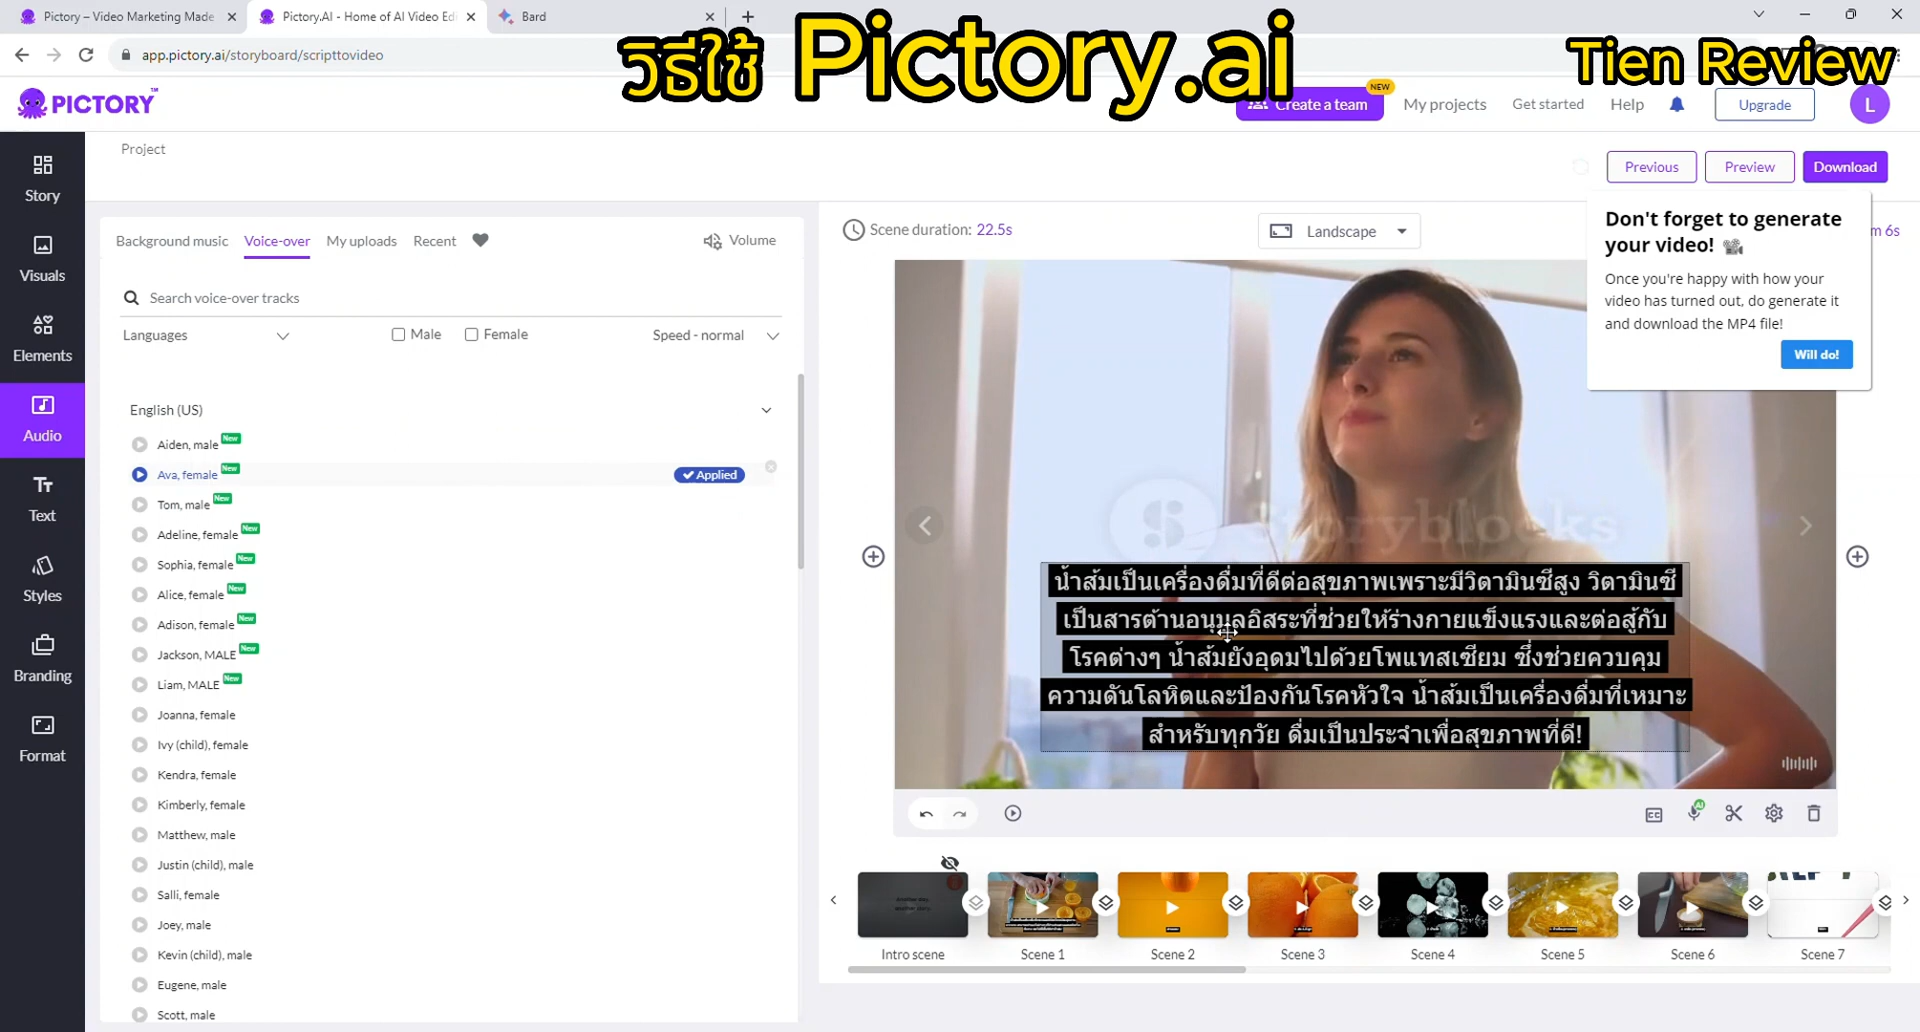 Pictory – Video Marketing Made
Pictory.AI - Home of AI Video Edi
Bard
app.pictory.ai/storyboard/scripttovideo
วิธีใช้ Pictory.ai
Tien Review
PICTORY
Create a team
NEW
My projects
Get started
Help
Upgrade
L
Project
Previous
Preview
Download
Story
Visuals
Elements
Audio
Text
Styles
Branding
Format
Background music
Voice-over
My uploads
Recent
Volume
Search voice-over tracks
Languages
Male
Female
Speed - normal
English (US)
Aiden, male New
Ava, female New
Applied
Tom, male New
Adeline, female New
Sophia, female New
Alice, female New
Adison, female New
Jackson, MALE New
Liam, MALE New
Joanna, female
Ivy (child), female
Kendra, female
Kimberly, female
Matthew, male
Justin (child), male
Salli, female
Joey, male
Kevin (child), male
Eugene, male
Scott, male
Scene duration: 22.5s
Landscape
m 6s
Don't forget to generate
your video!
Once you're happy with how your
video has turned out, do generate it
and download the MP4 file!
Will do!
Storyblocks
น้ำส้มเป็นเครื่องดื่มที่ดีต่อสุขภาพเพราะมีวิตามินซีสูง วิตามินซี
เป็นสารต้านอนุมูลอิสระที่ช่วยให้ร่างกายแข็งแรงและต่อสู้กับ
โรคต่างๆ น้ำส้มยังอุดมไปด้วยโพแทสเซียม ซึ่งช่วยควบคุม
ความดันโลหิตและป้องกันโรคหัวใจ น้ำส้มเป็นเครื่องดื่มที่เหมาะ
สำหรับทุกวัย ดื่มเป็นประจำเพื่อสุขภาพที่ดี!
CC
AI
Intro scene
Scene 1
Scene 2
Scene 3
Scene 4
Scene 5
Scene 6
Scene 7